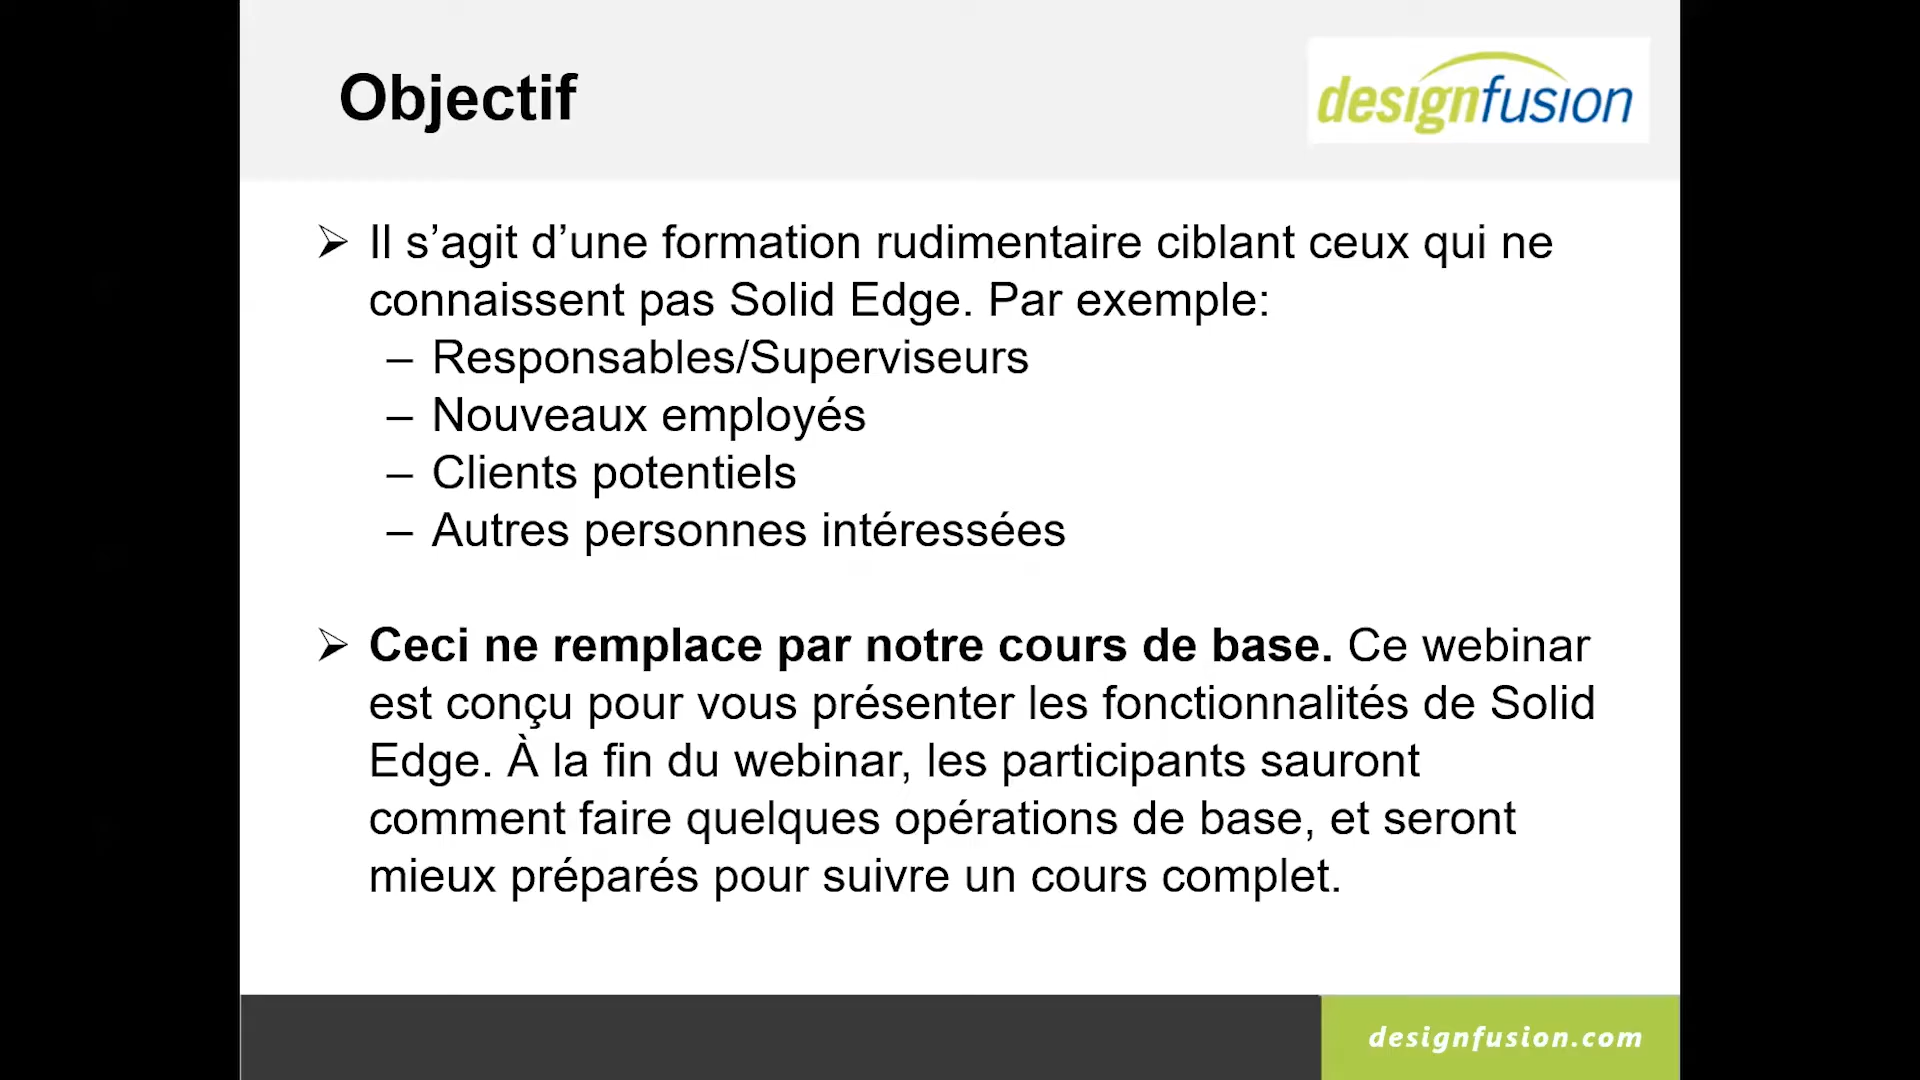 Objectif
designfusion
➢ Il s’agit d’une formation rudimentaire ciblant ceux qui ne
connaissent pas Solid Edge. Par exemple:
– Responsables/Superviseurs
– Nouveaux employés
– Clients potentiels
– Autres personnes intéressées
➢ Ceci ne remplace par notre cours de base. Ce webinar
est conçu pour vous présenter les fonctionnalités de Solid
Edge. À la fin du webinar, les participants sauront
comment faire quelques opérations de base, et seront
mieux préparés pour suivre un cours complet.
designfusion.com